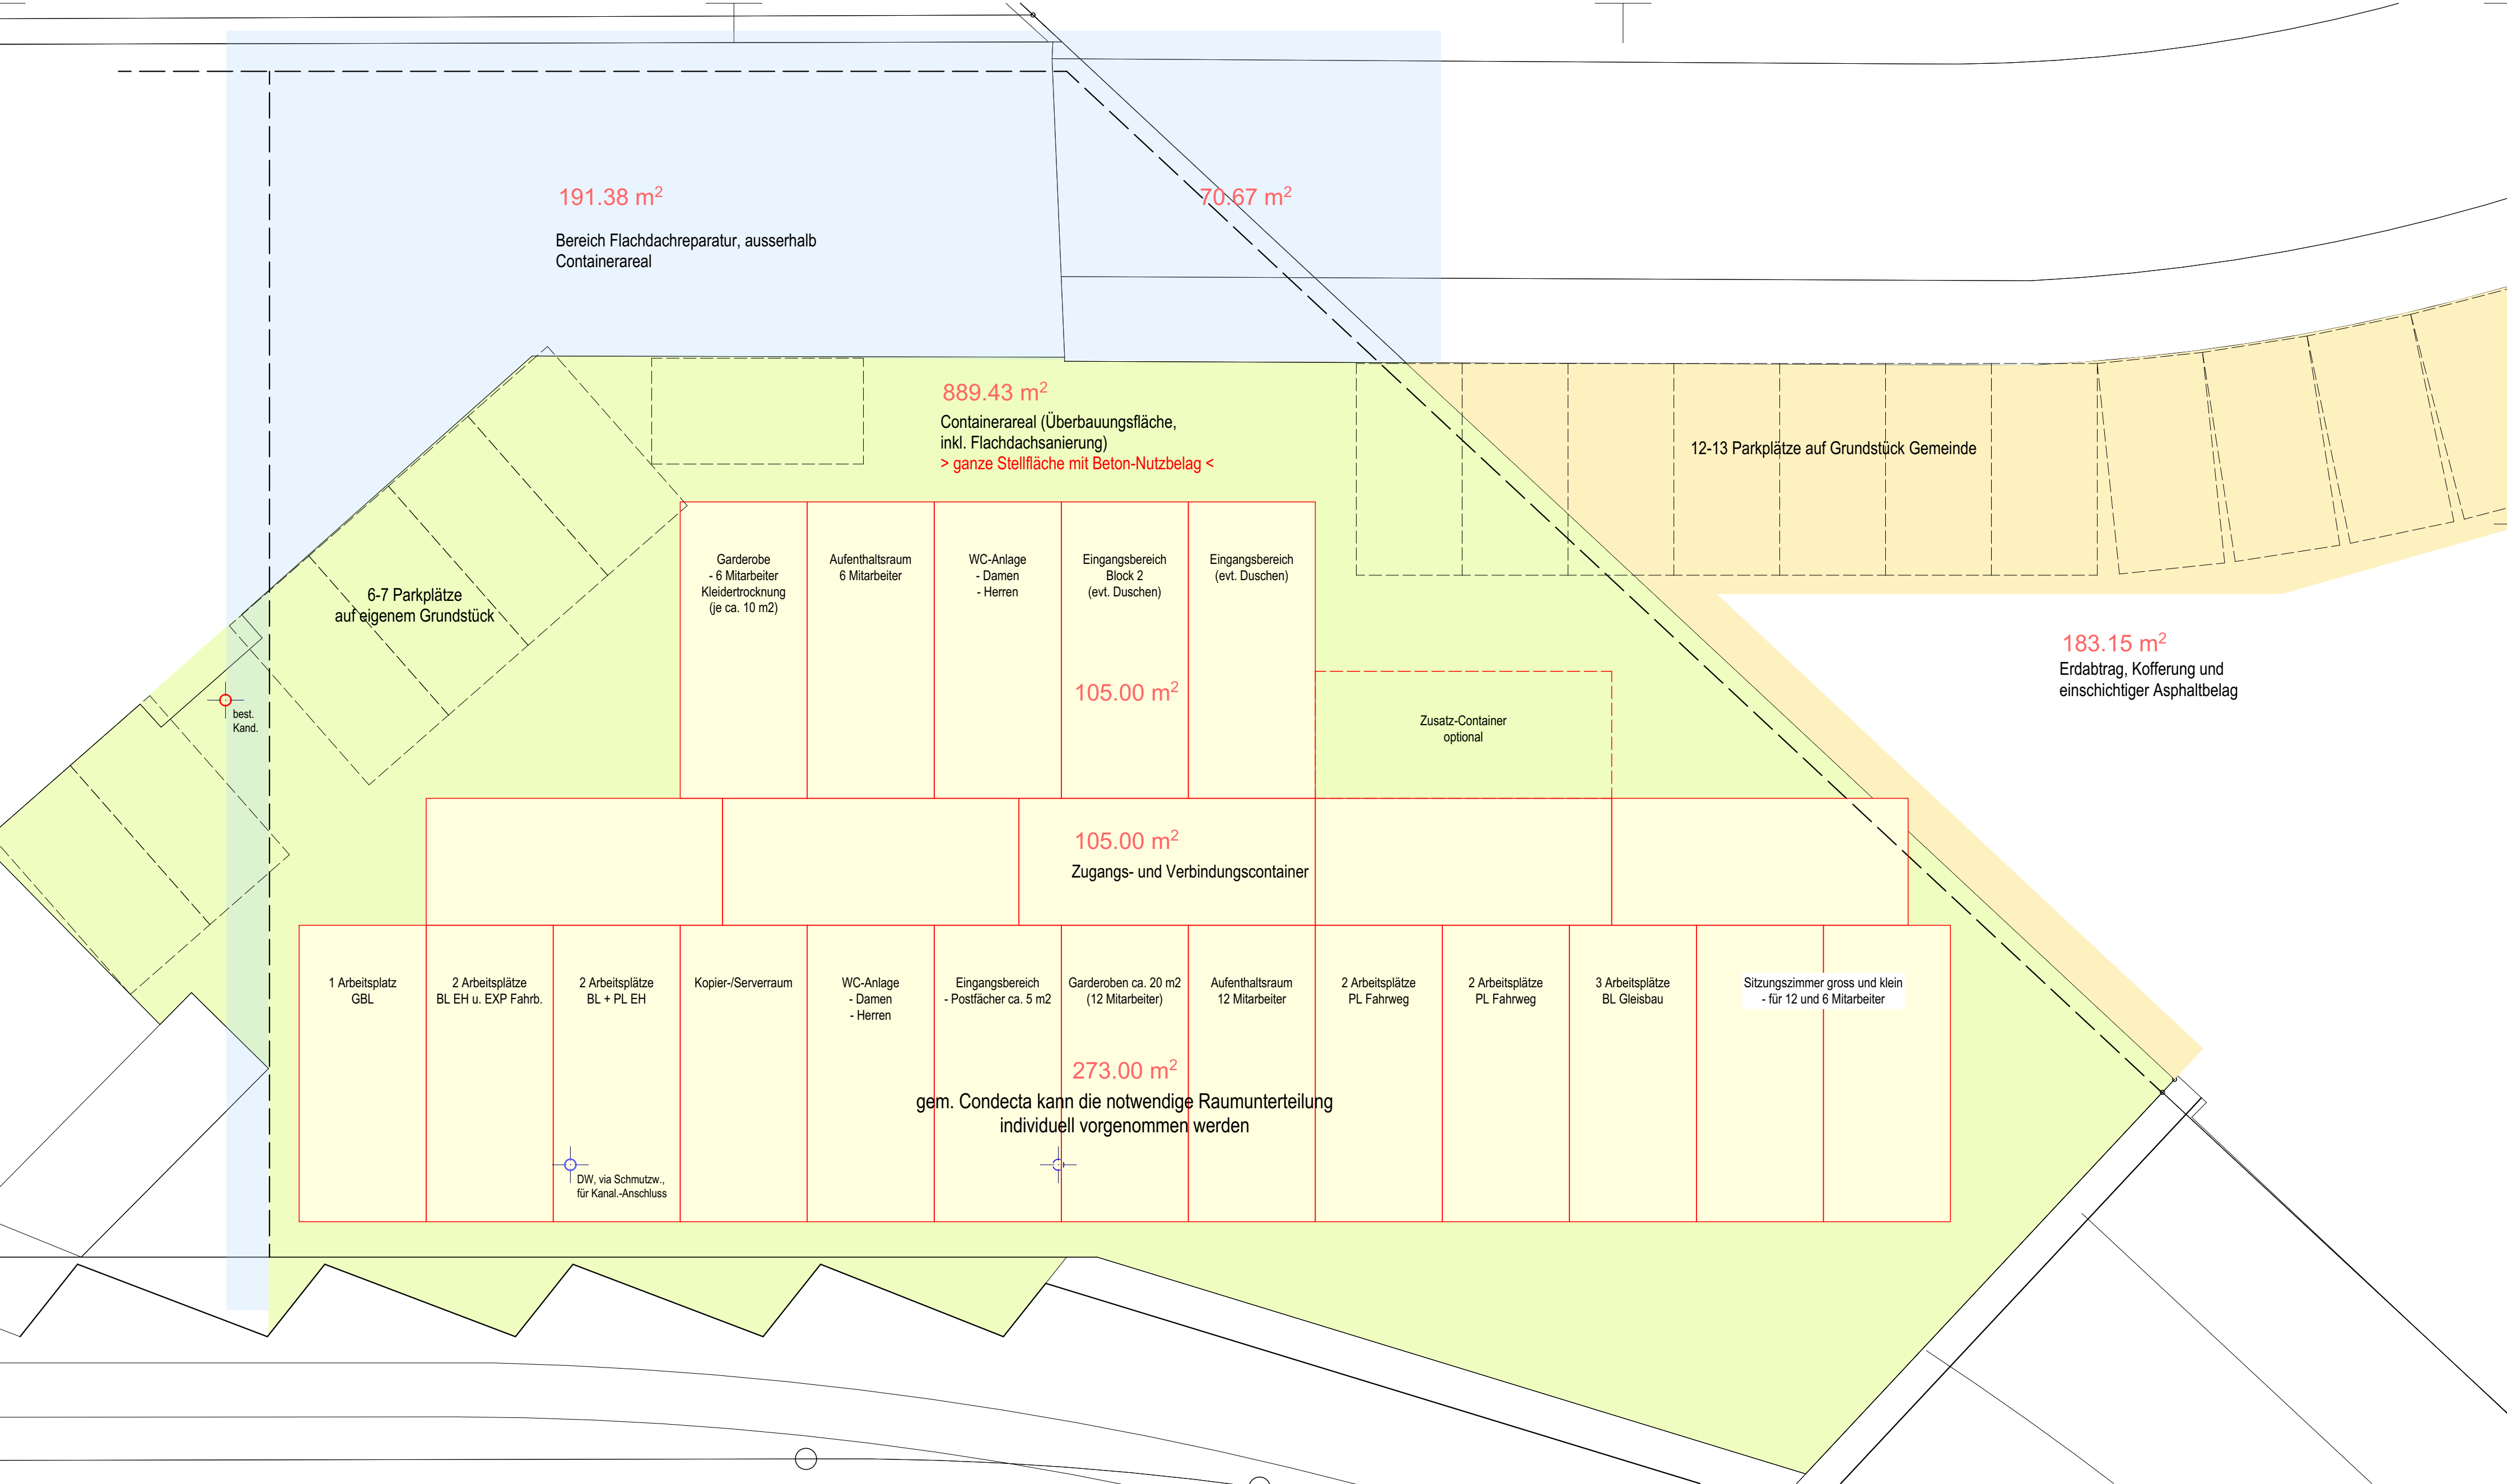 191.38 m²
70.67 m²
Bereich Flachdachreparatur, ausserhalb
Containerareal
889.43 m²
Containerareal (Überbauungsfläche,
inkl. Flachdachsanierung)
> ganze Stellfläche mit Beton-Nutzbelag <
12-13 Parkplätze auf Grundstück Gemeinde
6-7 Parkplätze
auf eigenem Grundstück
Garderobe
- 6 Mitarbeiter
Kleidertrocknung
(je ca. 10 m2)
Aufenthaltsraum
6 Mitarbeiter
WC-Anlage
- Damen
- Herren
Eingangsbereich
Block 2
(evt. Duschen)
Eingangsbereich
(evt. Duschen)
105.00 m²
183.15 m²
Erdabtrag, Kofferung und
einschichtiger Asphaltbelag
best.
Kand.
Zusatz-Container
optional
105.00 m²
Zugangs- und Verbindungscontainer
1 Arbeitsplatz
GBL
2 Arbeitsplätze
BL EH u. EXP Fahrb.
2 Arbeitsplätze
BL + PL EH
Kopier-/Serverraum
WC-Anlage
- Damen
- Herren
Eingangsbereich
- Postfächer ca. 5 m2
Garderoben ca. 20 m2
(12 Mitarbeiter)
Aufenthaltsraum
12 Mitarbeiter
2 Arbeitsplätze
PL Fahrweg
2 Arbeitsplätze
PL Fahrweg
3 Arbeitsplätze
BL Gleisbau
Sitzungszimmer gross und klein
- für 12 und 6 Mitarbeiter
273.00 m²
gem. Condecta kann die notwendige Raumunterteilung
individuell vorgenommen werden
DW, via Schmutzw.,
für Kanal.-Anschluss